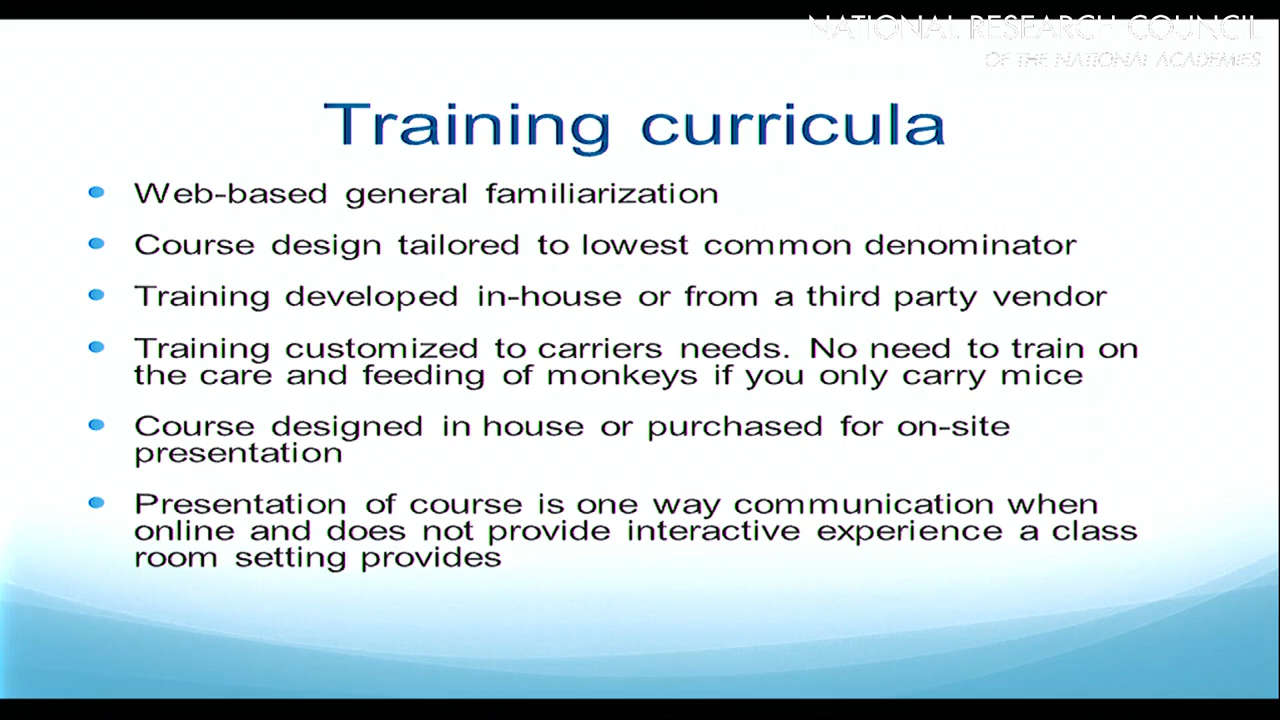 NATIONAL RESEARCH COUNCIL
OF THE NATIONAL ACADEMIES
Training curricula
Web-based general familiarization
Course design tailored to lowest common denominator
Training developed in-house or from a third party vendor
Training customized to carriers needs. No need to train on
the care and feeding of monkeys if you only carry mice
Course designed in house or purchased for on-site
presentation
Presentation of course is one way communication when
online and does not provide interactive experience a class
room setting provides